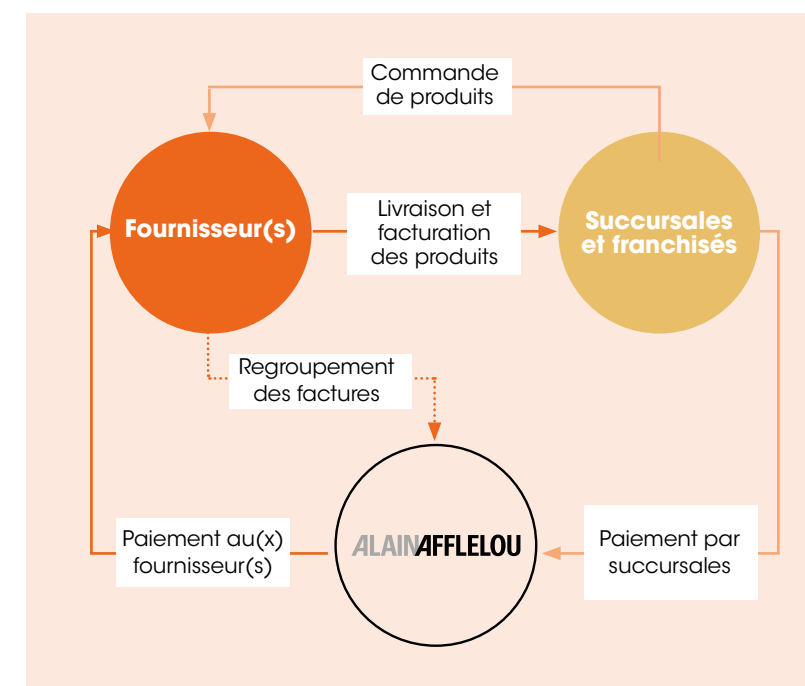 Commande
de produits
Fournisseur(s)
Livraison et
facturation
des produits
Succursales
et franchisés
Regroupement
des factures
Paiement au(x)
fournisseur(s)
ALAINAFFLELOU
Paiement par
succursales